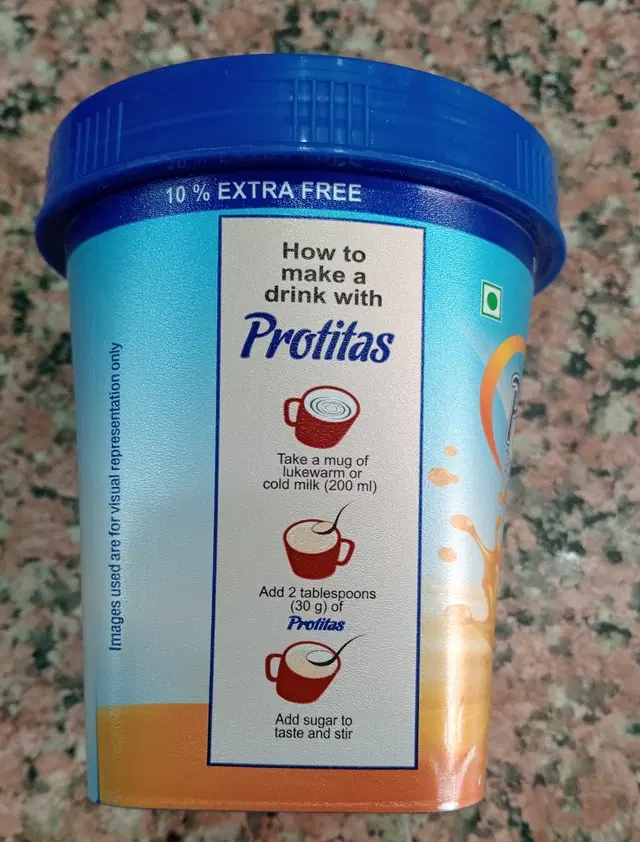 10 % EXTRA FREE
How to
make a
drink with
Protitas
Take a mug of
lukewarm or
cold milk (200 ml)
Add 2 tablespoons
(30 g) of
Protitas
Add sugar to
taste and stir
Images used are for visual representation only